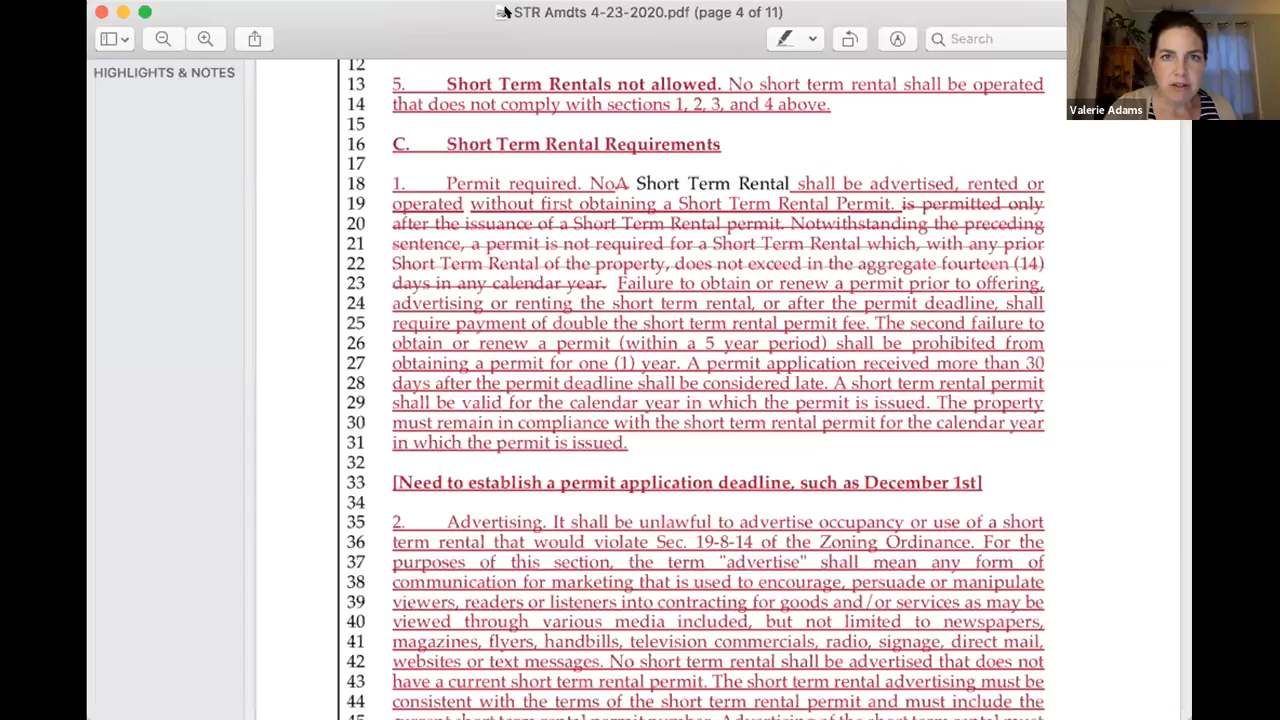 STR Amdts 4-23-2020.pdf (page 4 of 11)
Search
HIGHLIGHTS & NOTES
Valerie Adams
12
13 5. Short Term Rentals not allowed. No short term rental shall be operated
14 that does not comply with sections 1, 2, 3, and 4 above.
15
16 C. Short Term Rental Requirements
17
18 1. Permit required. NoA Short Term Rental shall be advertised, rented or
19 operated without first obtaining a Short Term Rental Permit. is permitted only
20 after the issuance of a Short Term Rental permit. Notwithstanding the preceding
21 sentence, a permit is not required for a Short Term Rental which, with any prior
22 Short Term Rental of the property, does not exceed in the aggregate fourteen (14)
23 days in any calendar year. Failure to obtain or renew a permit prior to offering,
24 advertising or renting the short term rental, or after the permit deadline, shall
25 require payment of double the short term rental permit fee. The second failure to
26 obtain or renew a permit (within a 5 year period) shall be prohibited from
27 obtaining a permit for one (1) year. A permit application received more than 30
28 days after the permit deadline shall be considered late. A short term rental permit
29 shall be valid for the calendar year in which the permit is issued. The property
30 must remain in compliance with the short term rental permit for the calendar year
31 in which the permit is issued.
32
33 [Need to establish a permit application deadline, such as December 1st]
34
35 2. Advertising. It shall be unlawful to advertise occupancy or use of a short
36 term rental that would violate Sec. 19-8-14 of the Zoning Ordinance. For the
37 purposes of this section, the term "advertise" shall mean any form of
38 communication for marketing that is used to encourage, persuade or manipulate
39 viewers, readers or listeners into contracting for goods and/or services as may be
40 viewed through various media included, but not limited to newspapers,
41 magazines, flyers, handbills, television commercials, radio, signage, direct mail,
42 websites or text messages. No short term rental shall be advertised that does not
43 have a current short term rental permit. The short term rental advertising must be
44 consistent with the terms of the short term rental permit and must include the
45 current short term rental permit number. Advertising of the short term rental must